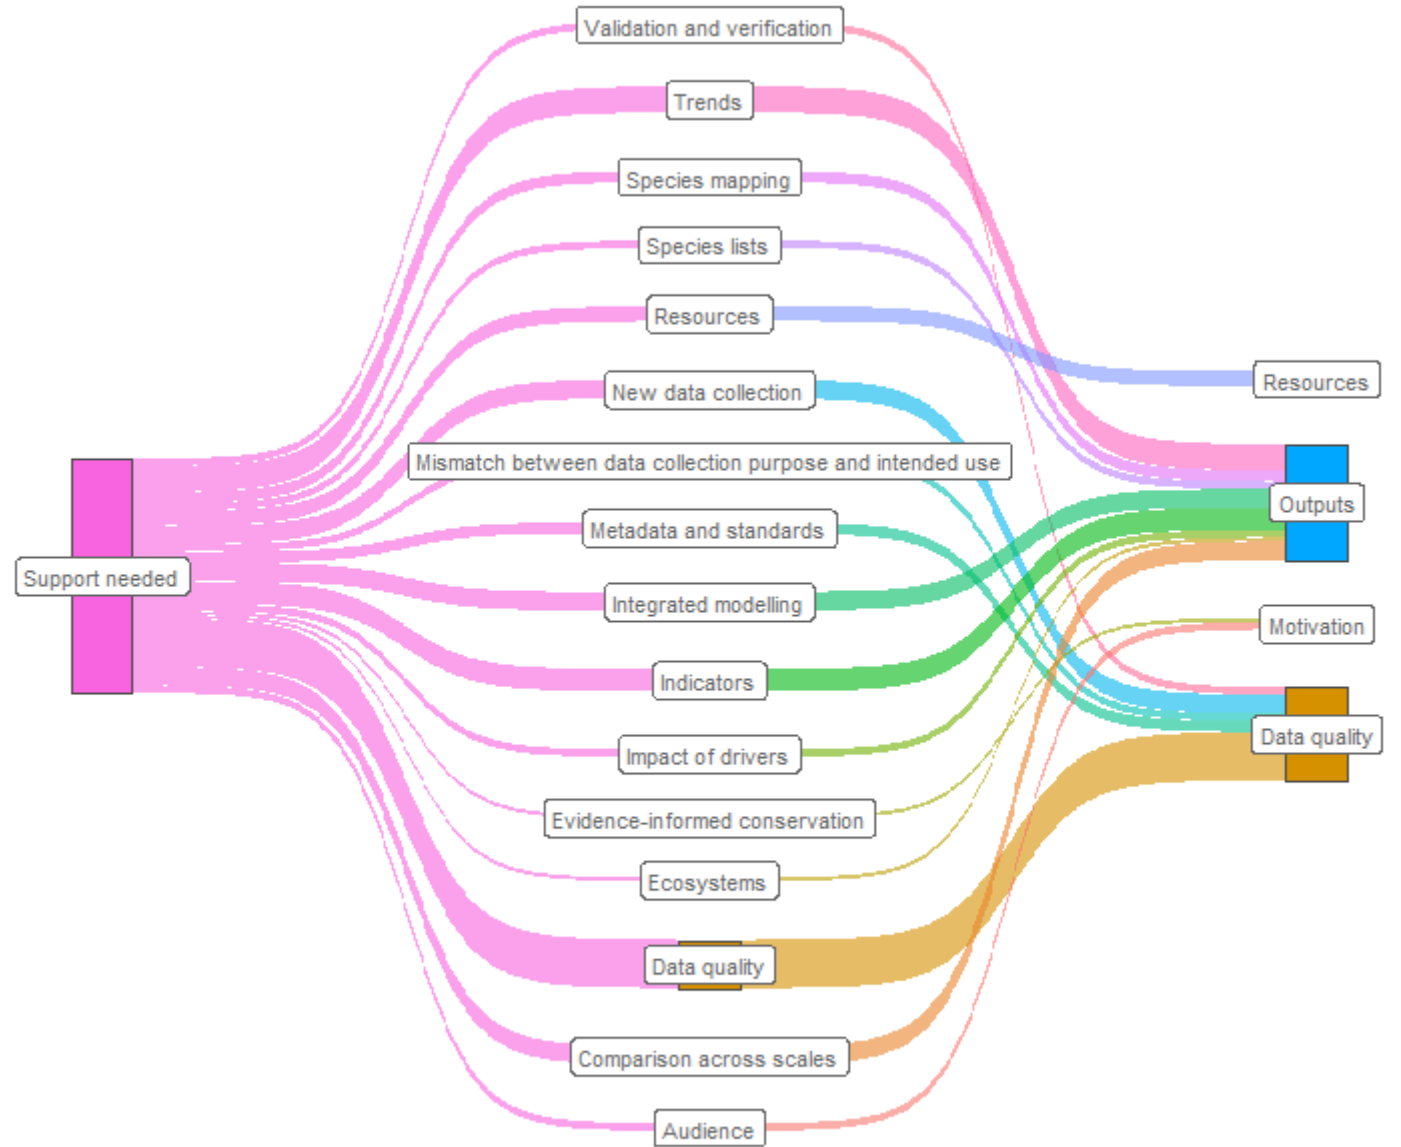 Validation and verification
Trends
Species mapping
Species lists
Resources
Resources
New data collection
Mismatch between data collection purpose and intended use
Outputs
Metadata and standards
Support needed
Integrated modelling
Motivation
Indicators
Data quality
Impact of drivers
Evidence-informed conservation
Ecosystems
Data quality
Comparison across scales
Audience